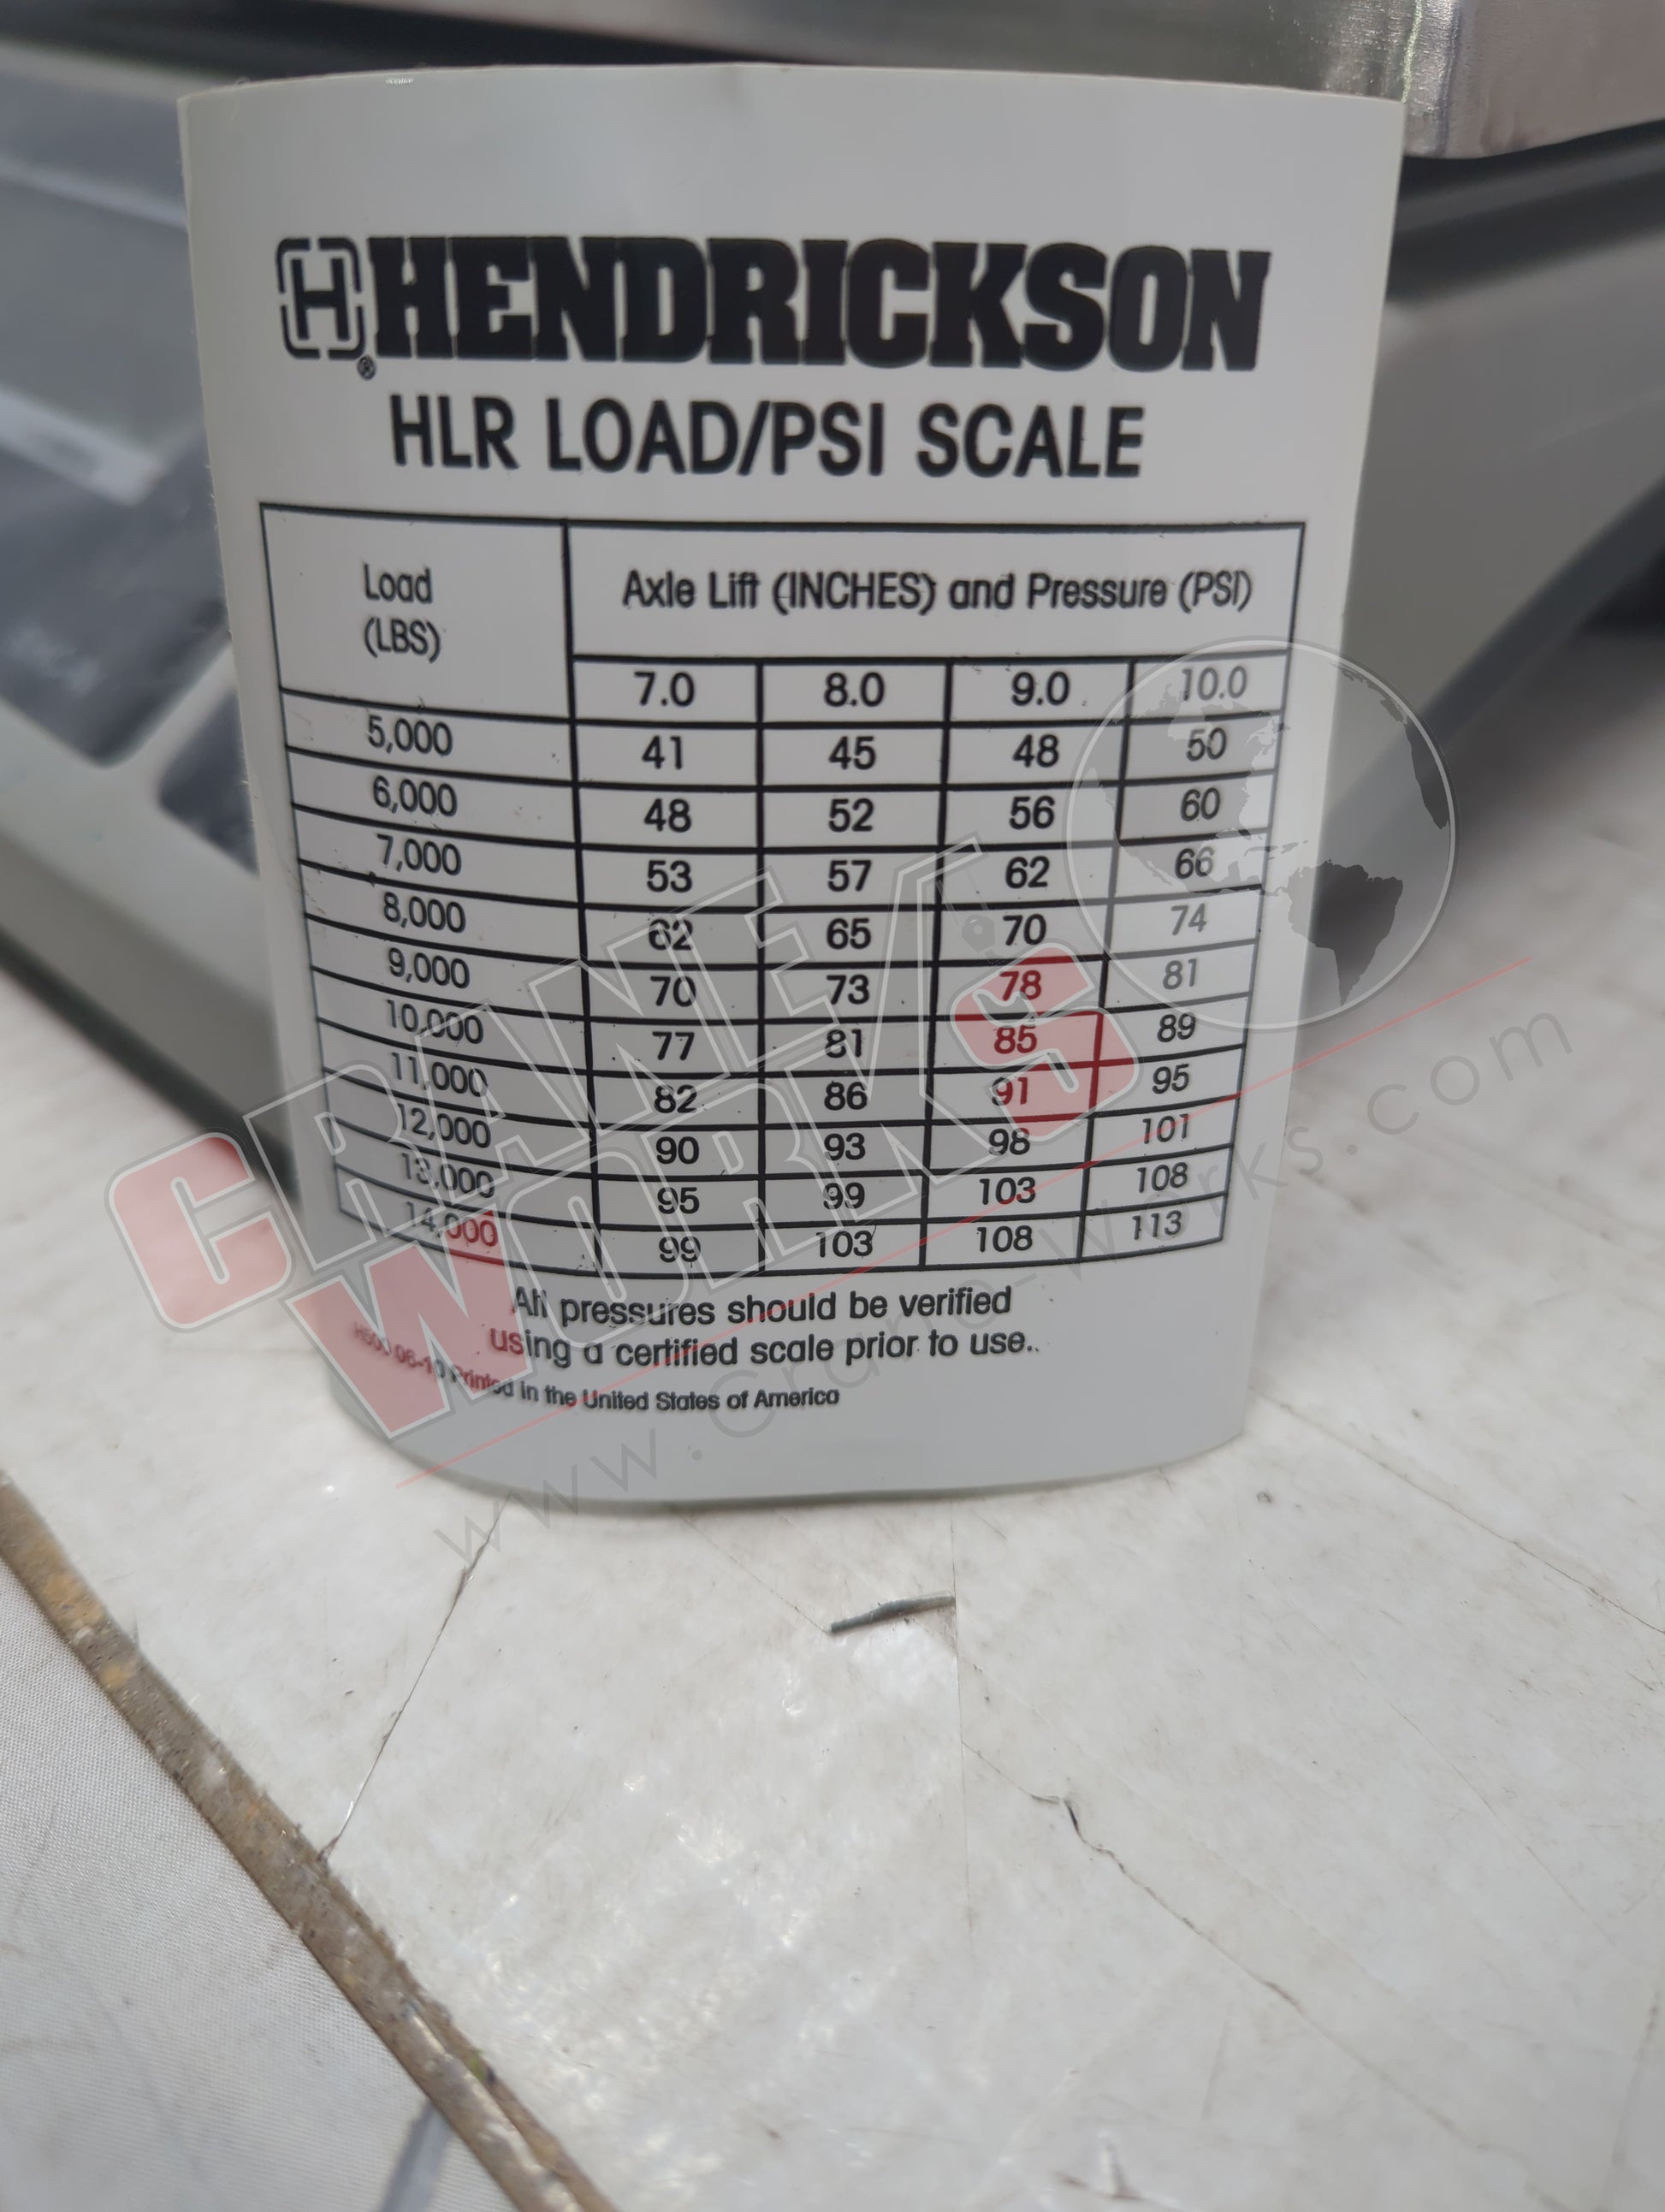 H HENDRICKSON
®
HLR LOAD/PSI SCALE
Load (LBS) Axle Lift (INCHES) and Pressure (PSI)
7.0 8.0 9.0 10.0
5,000 41 45 48 50
6,000 48 52 56 60
7,000 53 57 62 66
8,000 62 65 70 74
9,000 70 73 78 81
10,000 77 81 85 89
11,000 82 86 91 95
12,000 90 93 98 101
13,000 95 99 103 108
14,000 99 103 108 113
All pressures should be verified
using a certified scale prior to use..
06-10 Printed in the United States of America
CRANE
WORKS
www.crane-works.com